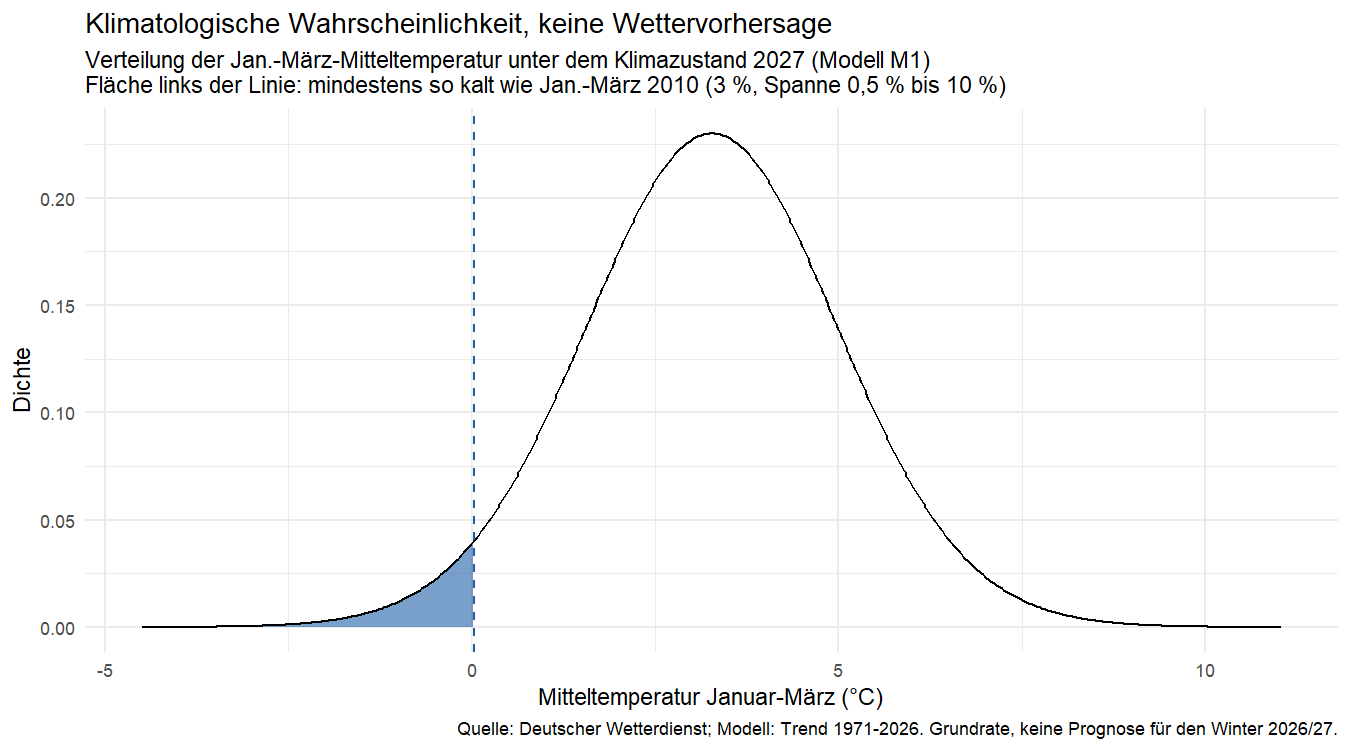 Klimatologische Wahrscheinlichkeit, keine Wettervorhersage
Verteilung der Jan.-März-Mitteltemperatur unter dem Klimazustand 2027 (Modell M1)
Fläche links der Linie: mindestens so kalt wie Jan.-März 2010 (3 %, Spanne 0,5 % bis 10 %)
Dichte
0.20
0.15
0.10
0.05
0.00
-5
0
5
10
Mitteltemperatur Januar-März (°C)
Quelle: Deutscher Wetterdienst; Modell: Trend 1971-2026. Grundrate, keine Prognose für den Winter 2026/27.